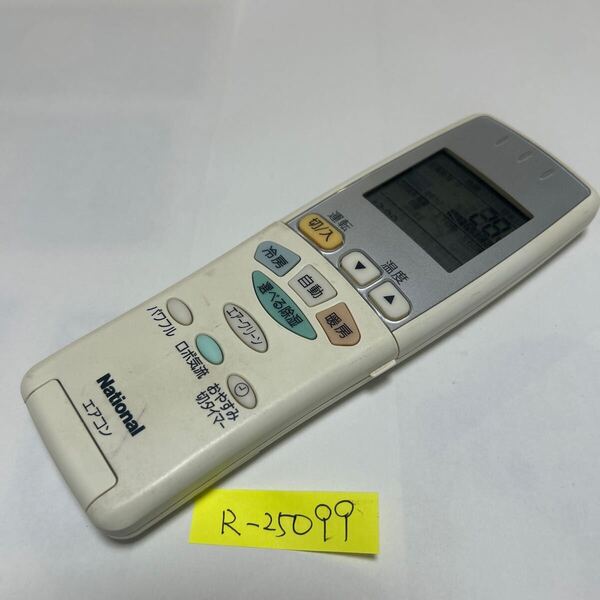 28
運転
切/入
温度
▼
▲
冷房
自動
暖房
選べる除湿
エアークリーン
パワフル
ロボ気流
おやすみ
切タイマー
National
エアコン
R-25099